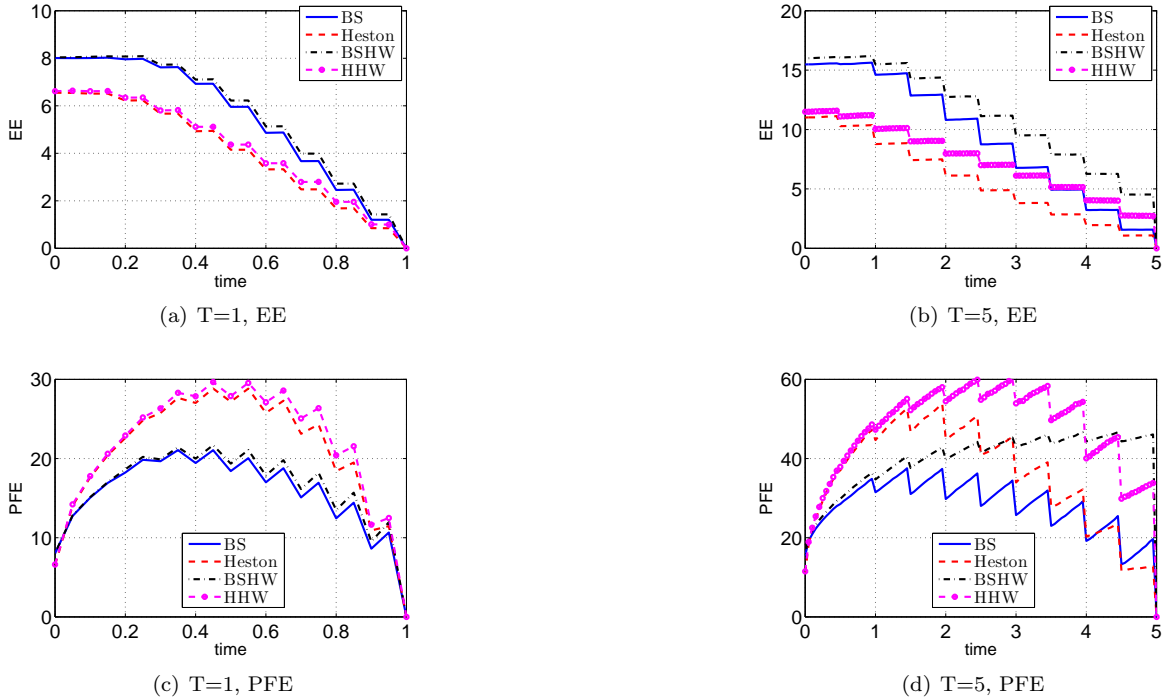 10
8
6
4
2
0
EE
0 0.2 0.4 0.6 0.8 1
time
BS
Heston
BSHW
HHW
(a) T=1, EE
20
15
10
5
0
EE
0 1 2 3 4 5
time
BS
Heston
BSHW
HHW
(b) T=5, EE
30
20
10
0
PFE
0 0.2 0.4 0.6 0.8 1
time
BS
Heston
BSHW
HHW
(c) T=1, PFE
60
40
20
0
PFE
0 1 2 3 4 5
time
BS
Heston
BSHW
HHW
(d) T=5, PFE